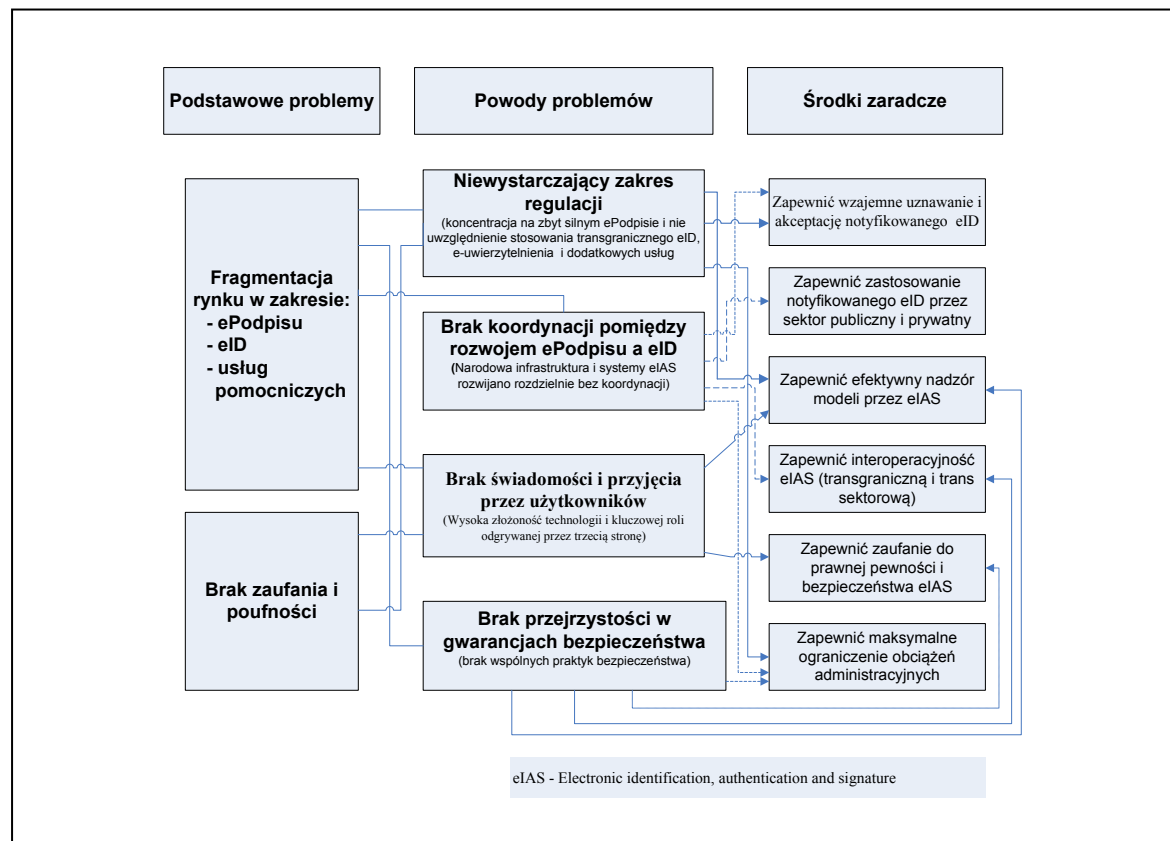 Podstawowe problemy
Powody problemów
Środki zaradcze
Fragmentacja
rynku w zakresie:
- ePodpisu
- eID
- usług
pomocniczych
Brak zaufania i
poufności
Niewystarczający zakres
regulacji
(koncentracja na zbyt silnym ePodpisie i nie
uwzględnienie stosowania transgranicznego eID,
e-uwierzytelnienia i dodatkowych usług
Brak koordynacji pomiędzy
rozwojem ePodpisu a eID
(Narodowa infrastruktura i systemy eIAS
rozwijano rozdzielnie bez koordynacji)
Brak świadomości i przyjęcia
przez użytkowników
(Wysoka złożoność technologii i kluczowej roli
odgrywanej przez trzecią stronę)
Brak przejrzystości w
gwarancjach bezpieczeństwa
(brak wspólnych praktyk bezpieczeństwa)
Zapewnić wzajemne uznawanie i
akceptację notyfikowanego eID
Zapewnić zastosowanie
notyfikowanego eID przez
sektor publiczny i prywatny
Zapewnić efektywny nadzór
modeli przez eIAS
Zapewnić interoperacyjność
eIAS (transgraniczną i trans
sektorową)
Zapewnić zaufanie do
prawnej pewności i
bezpieczeństwa eIAS
Zapewnić maksymalne
ograniczenie obciążeń
administracyjnych
eIAS - Electronic identification, authentication and signature